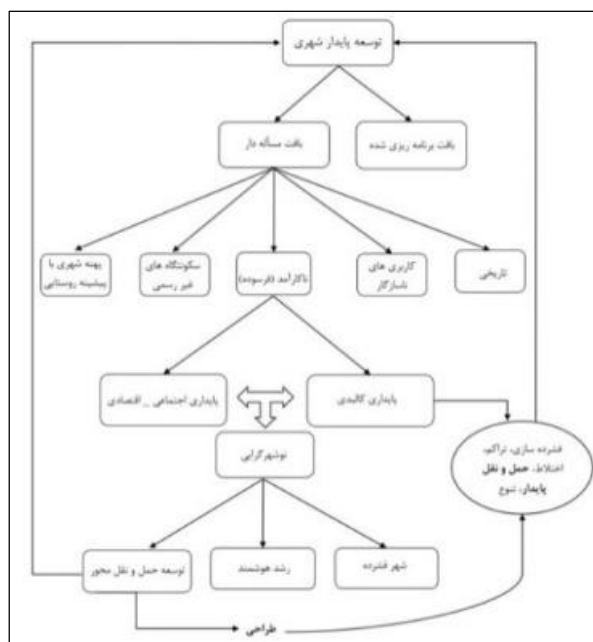 توسعه پایدار شهری
بافت برنامه ریزی شده
بافت مسأله دار
تاریخی
کاربری های
ناسازگار
ناکارآمد (فرسوده)
سکونتگاه های
غیر رسمی
پهنه شهری با
پیشینه روستایی
پایداری کالبدی
پایداری اجتماعی _ اقتصادی
نوشهرگرایی
فشرده سازی، تراکم،
اختلاط، حمل و نقل
پایدار، تنوع
شهر فشرده
رشد هوشمند
توسعه حمل و نقل محور
طراحی